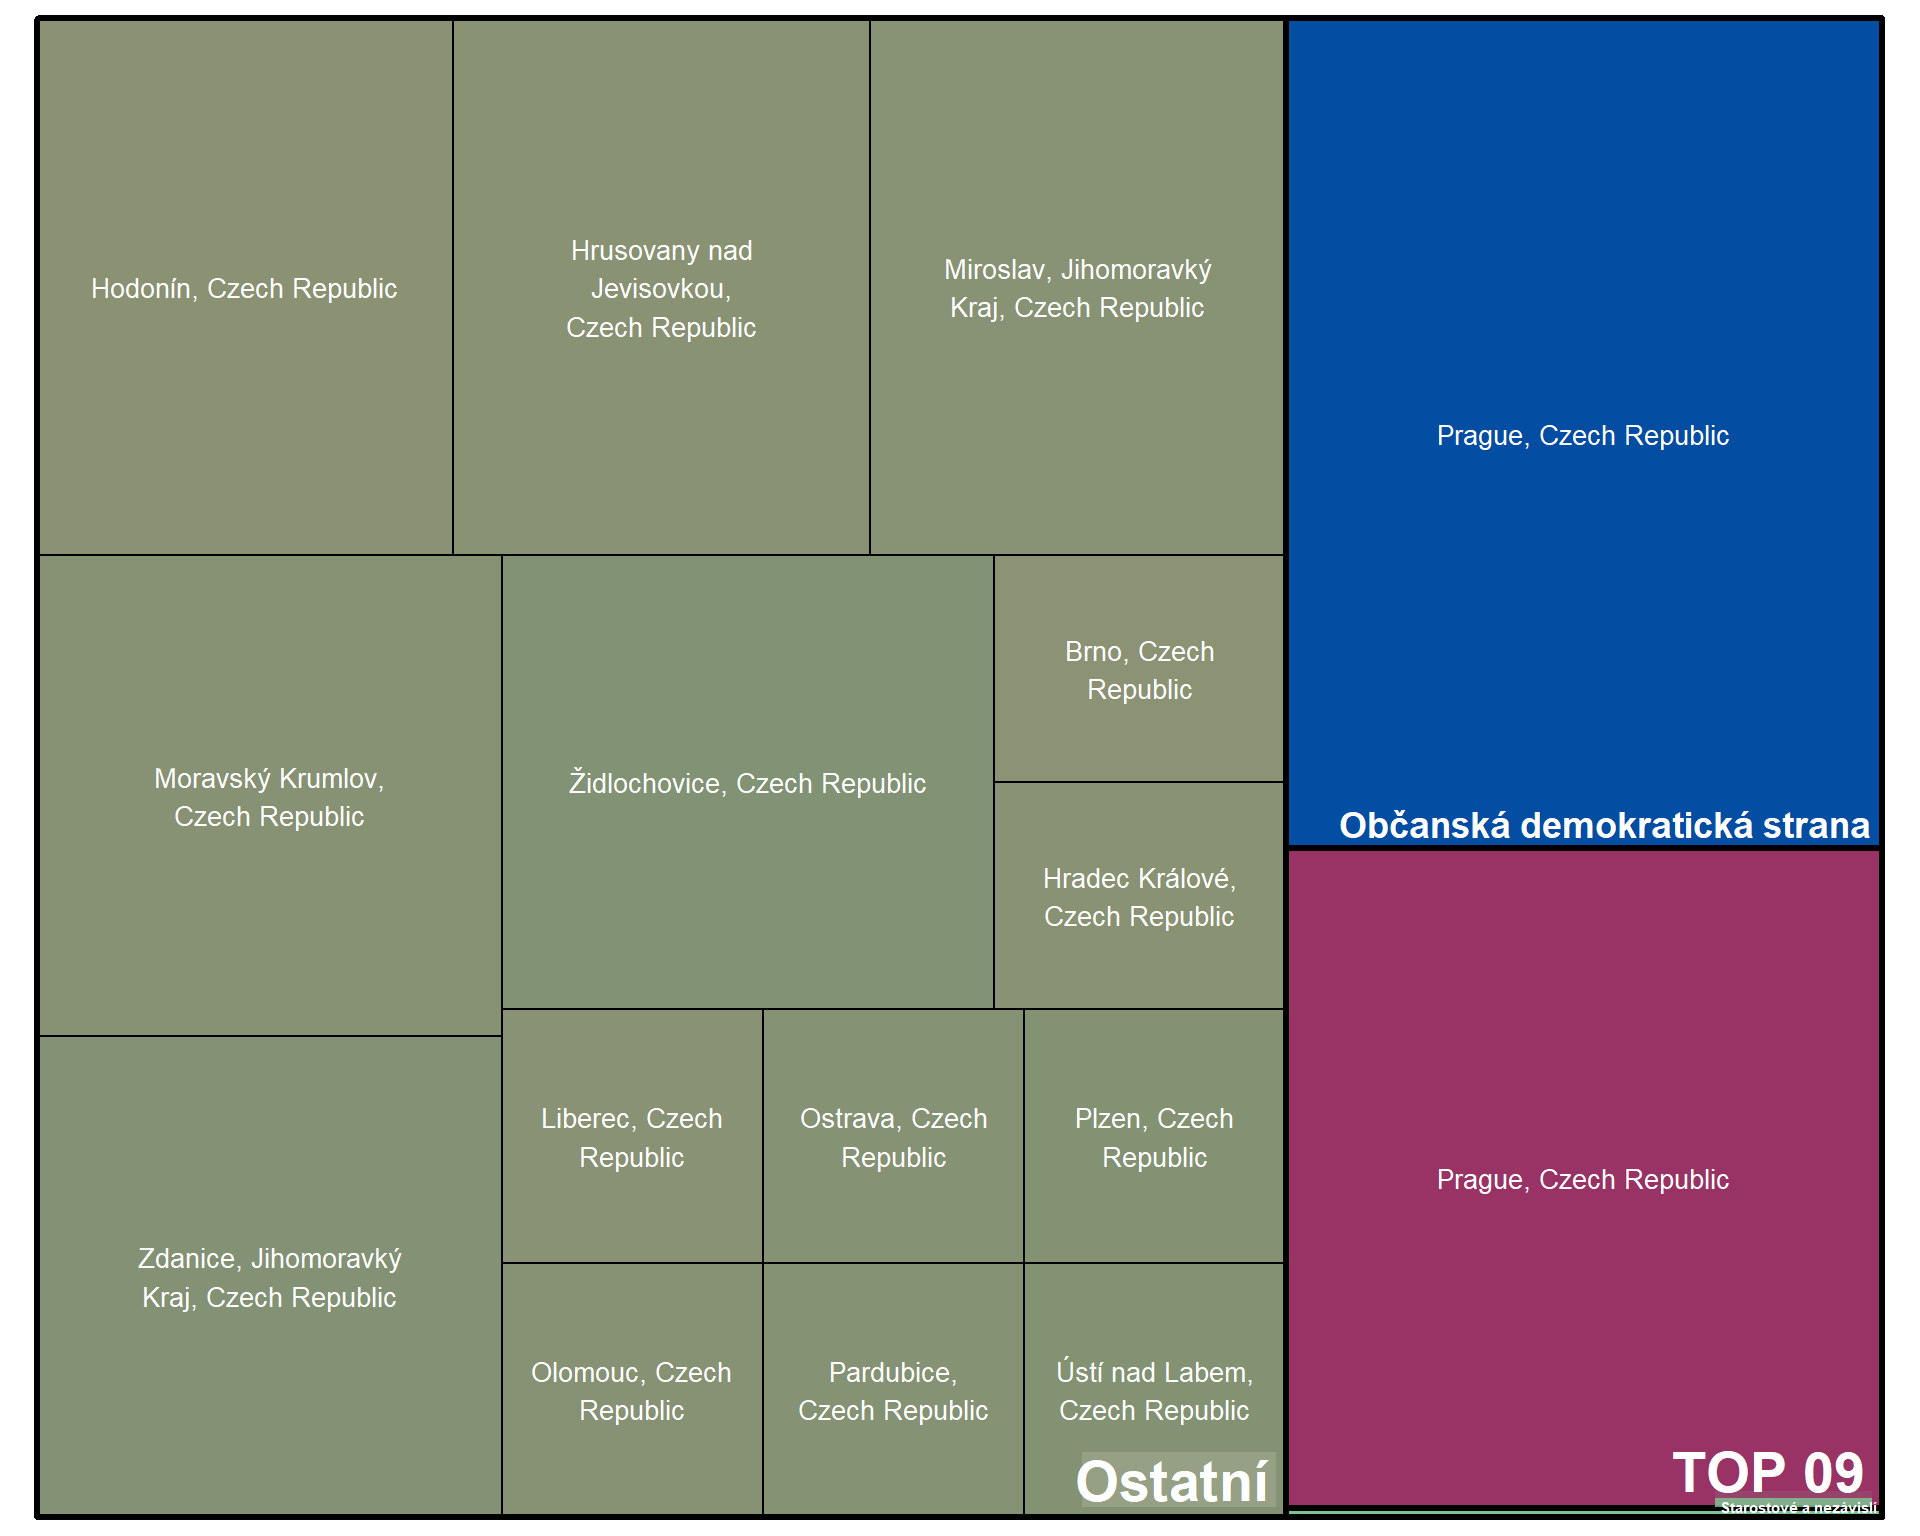 Hodonín, Czech Republic
Hrusovany nad
Jevisovkou,
Czech Republic
Miroslav, Jihomoravký
Kraj, Czech Republic
Prague, Czech Republic
Občanská demokratická strana
Moravský Krumlov,
Czech Republic
Židlochovice, Czech Republic
Brno, Czech
Republic
Hradec Králové,
Czech Republic
Zdanice, Jihomoravký
Kraj, Czech Republic
Liberec, Czech
Republic
Ostrava, Czech
Republic
Plzen, Czech
Republic
Olomouc, Czech
Republic
Pardubice,
Czech Republic
Ústí nad Labem,
Czech Republic
Ostatní
Prague, Czech Republic
TOP 09
Starostové a nezávislí